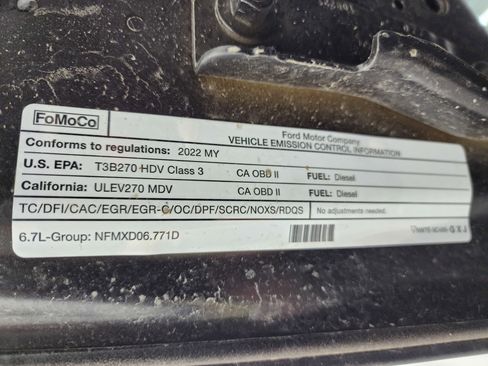 FoMoCo
Ford Motor Company
VEHICLE EMISSION CONTROL INFORMATION
Conforms to regulations: 2022 MY
U.S. EPA: T3B270 HDV Class 3 CA OBD II FUEL: Diesel
California: ULEV270 MDV CA OBD II FUEL: Diesel
TC/DFI/CAC/EGR/EGR-C/OC/DPF/SCRC/NOXS/RDQS No adjustments needed.
6.7L-Group: NFMXD06.771D
GXJ